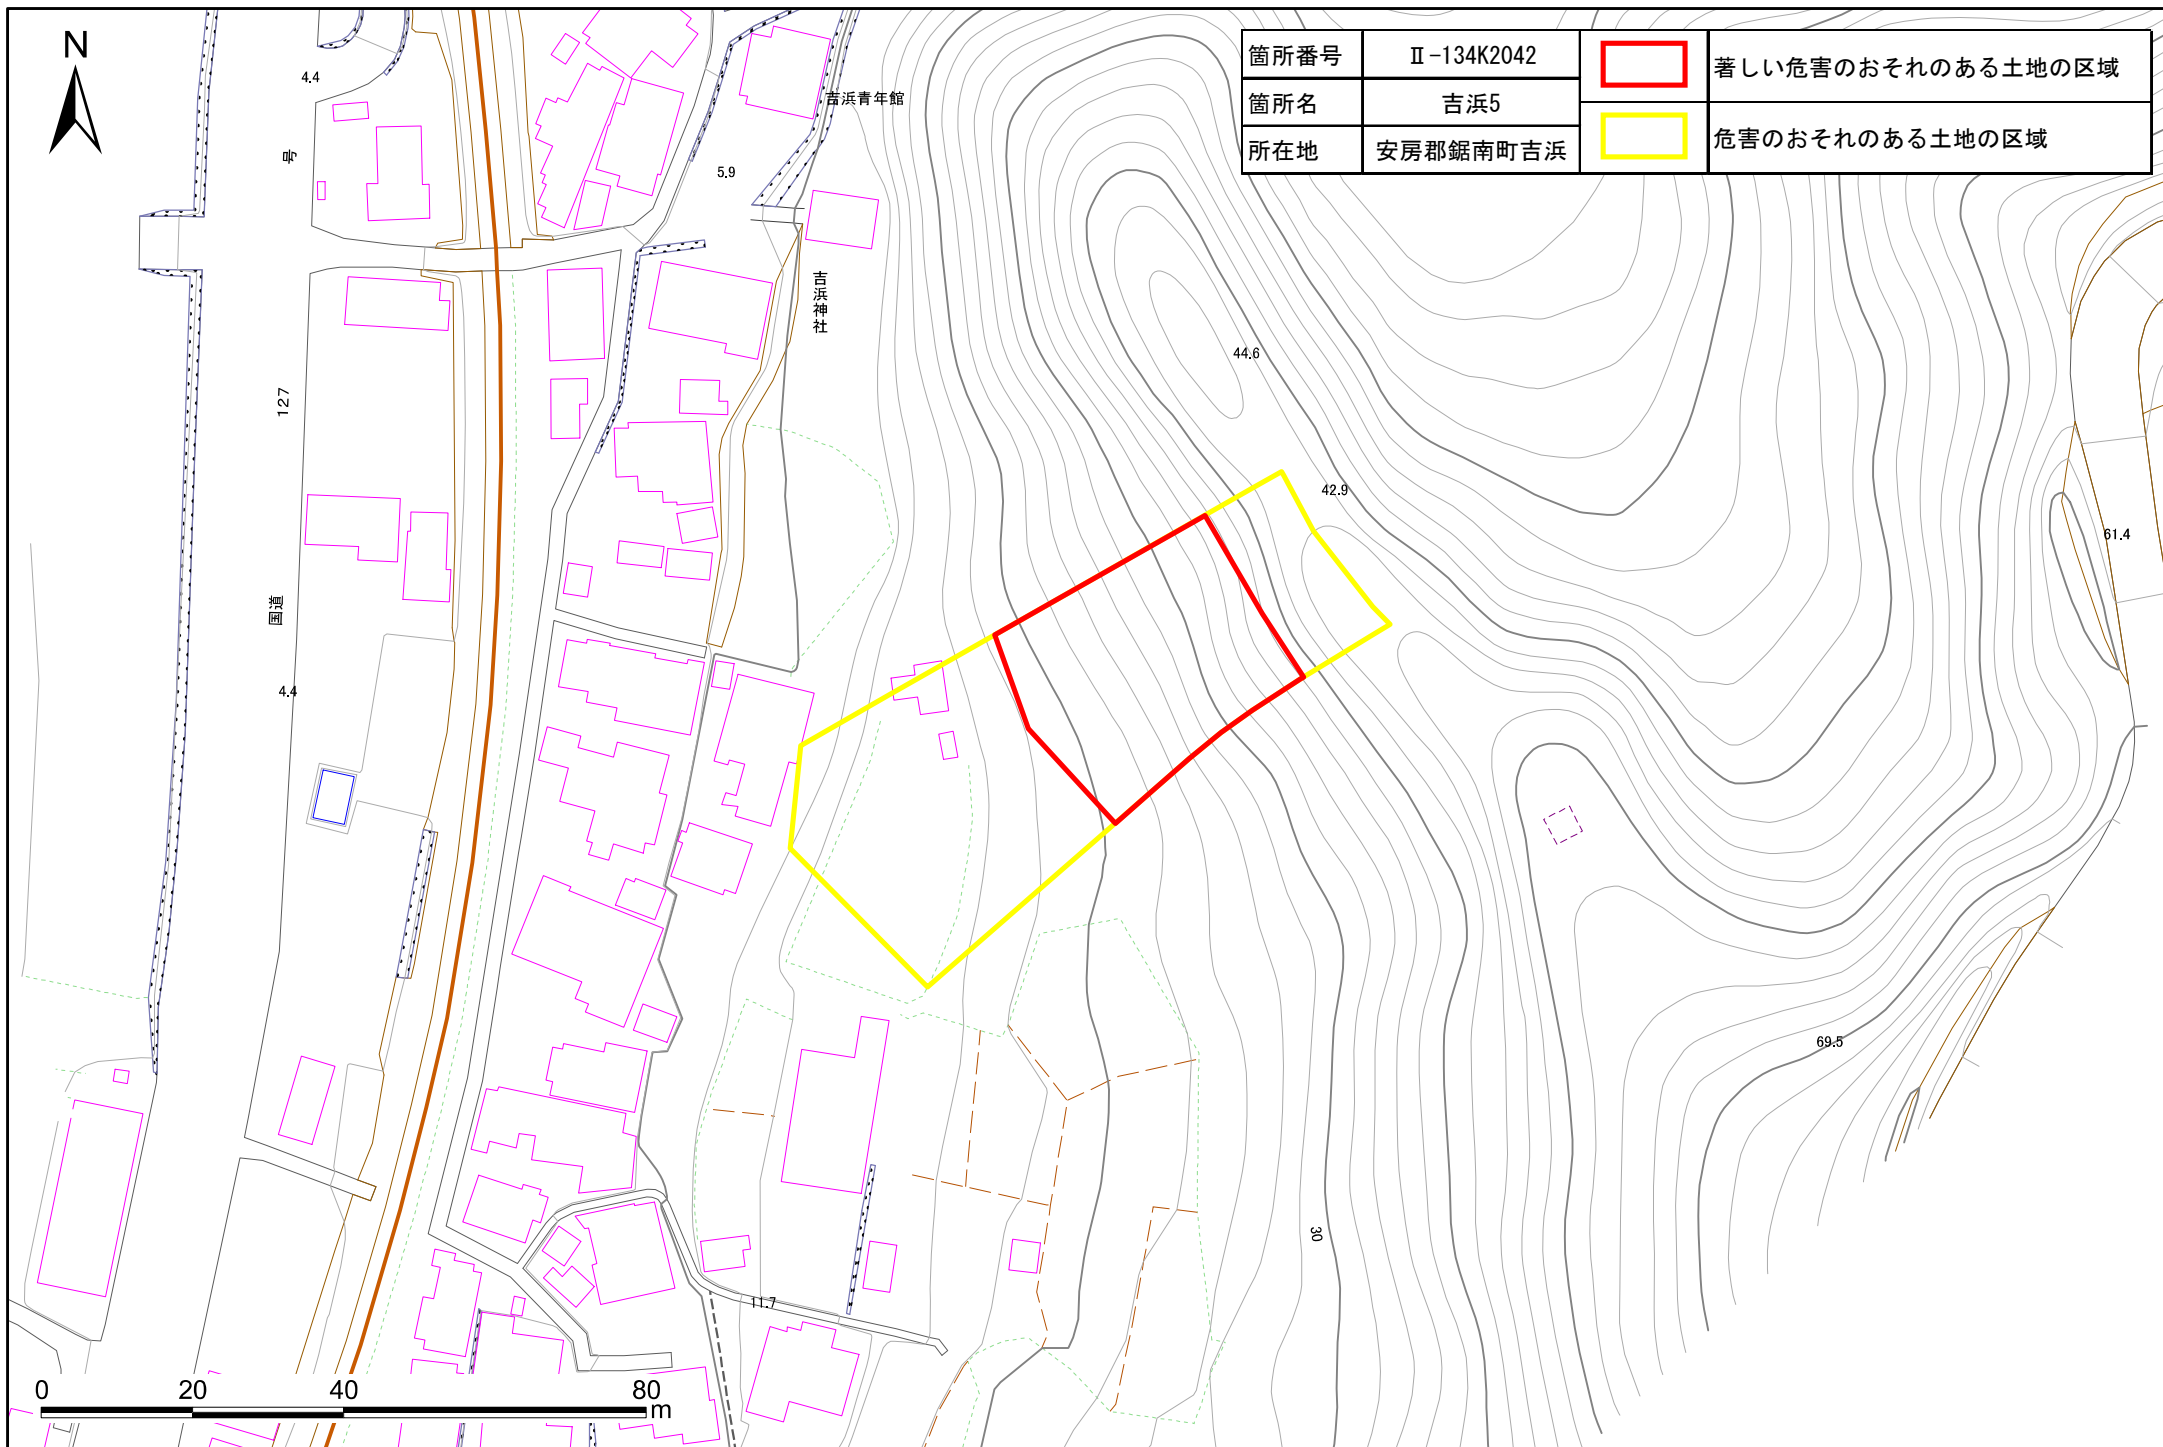 N
箇所番号 Ⅱ-134K2042
箇所名 吉浜5
所在地 安房郡鋸南町吉浜
著しい危害のおそれのある土地の区域
危害のおそれのある土地の区域
4.4
吉浜青年館
号
5.9
吉浜神社
44.6
127
42.9
61.4
国道
4.4
69.5
30
11.7
0 20 40 80
m